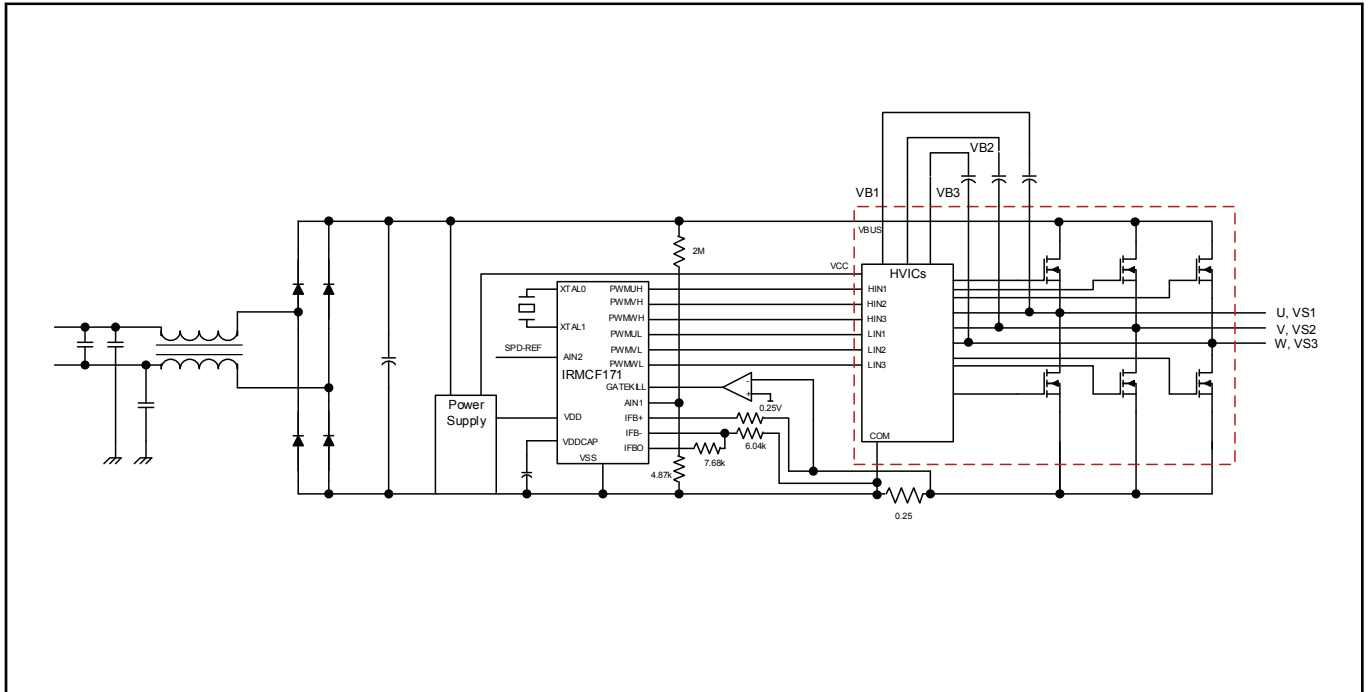 VB2
VB1
VB3
VBUS
2M
VCC
HVICs
XTAL0
PWMUH
HIN1
PWMVH
HIN2
U, VS1
PWMWH
HIN3
XTAL1
PWMUL
LIN1
V, VS2
SPD-REF
AIN2
PWMVL
LIN2
W, VS3
PWMWL
LIN3
IRMCF171
GATEKILL
-
+
0.25V
Power
Supply
AIN1
VDD
IFB+
IFB-
COM
VDDCAP
6.04k
IFBO
7.68k
VSS
4.87k
0.25